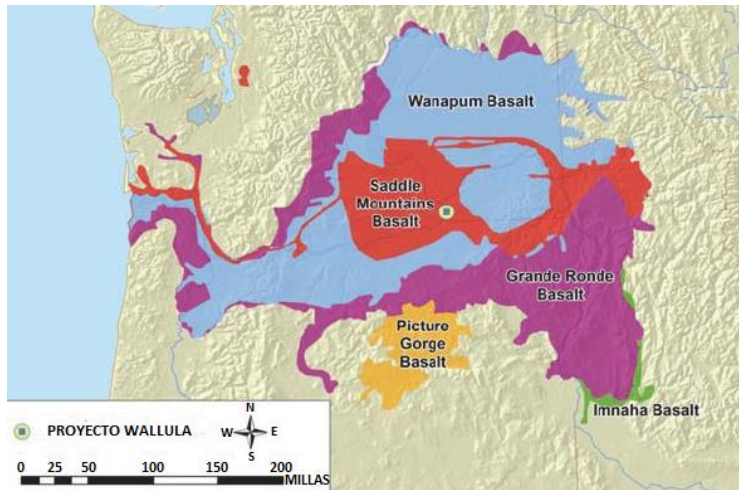 Wanapum Basalt
Saddle
Mountains
Basalt
Grande Ronde
Basalt
Picture
Gorge
Basalt
Imnaha Basalt
PROYECTO WALLULA
N
W E
S
0 25 50 100 150 200
MILLAS